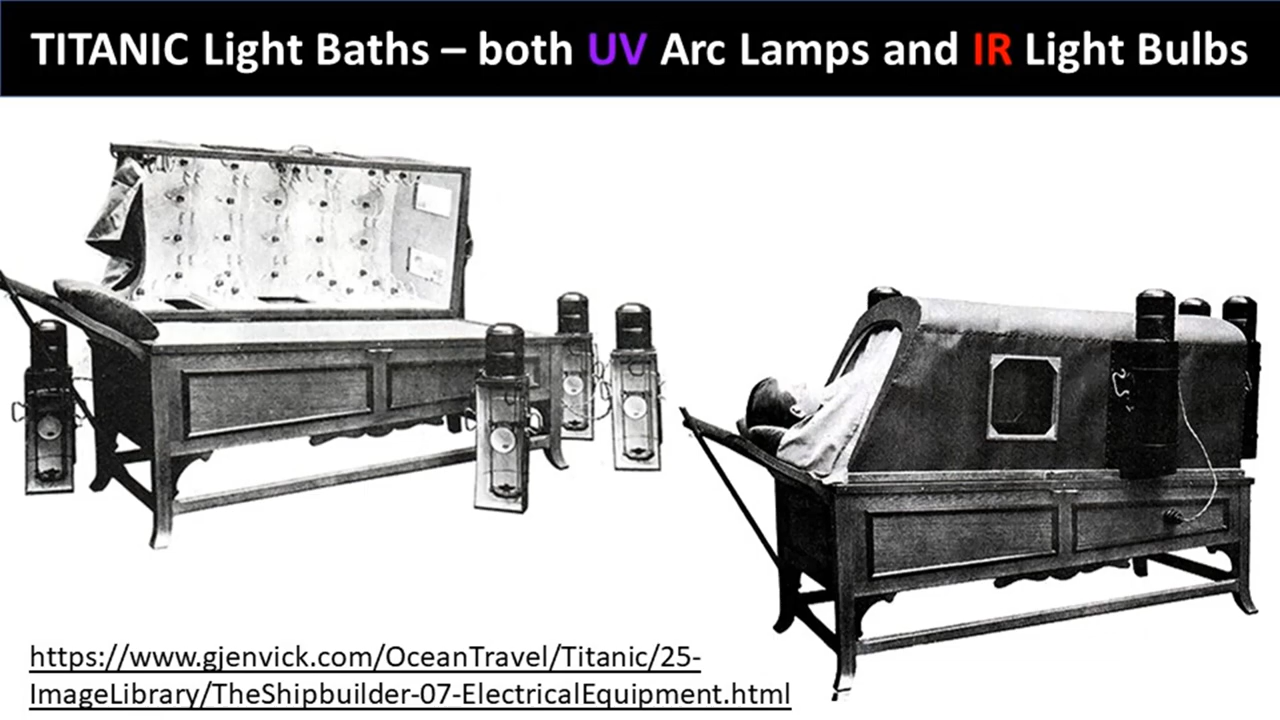 TITANIC Light Baths – both UV Arc Lamps and IR Light Bulbs
https://www.gjenvick.com/OceanTravel/Titanic/25-
ImageLibrary/TheShipbuilder-07-ElectricalEquipment.html